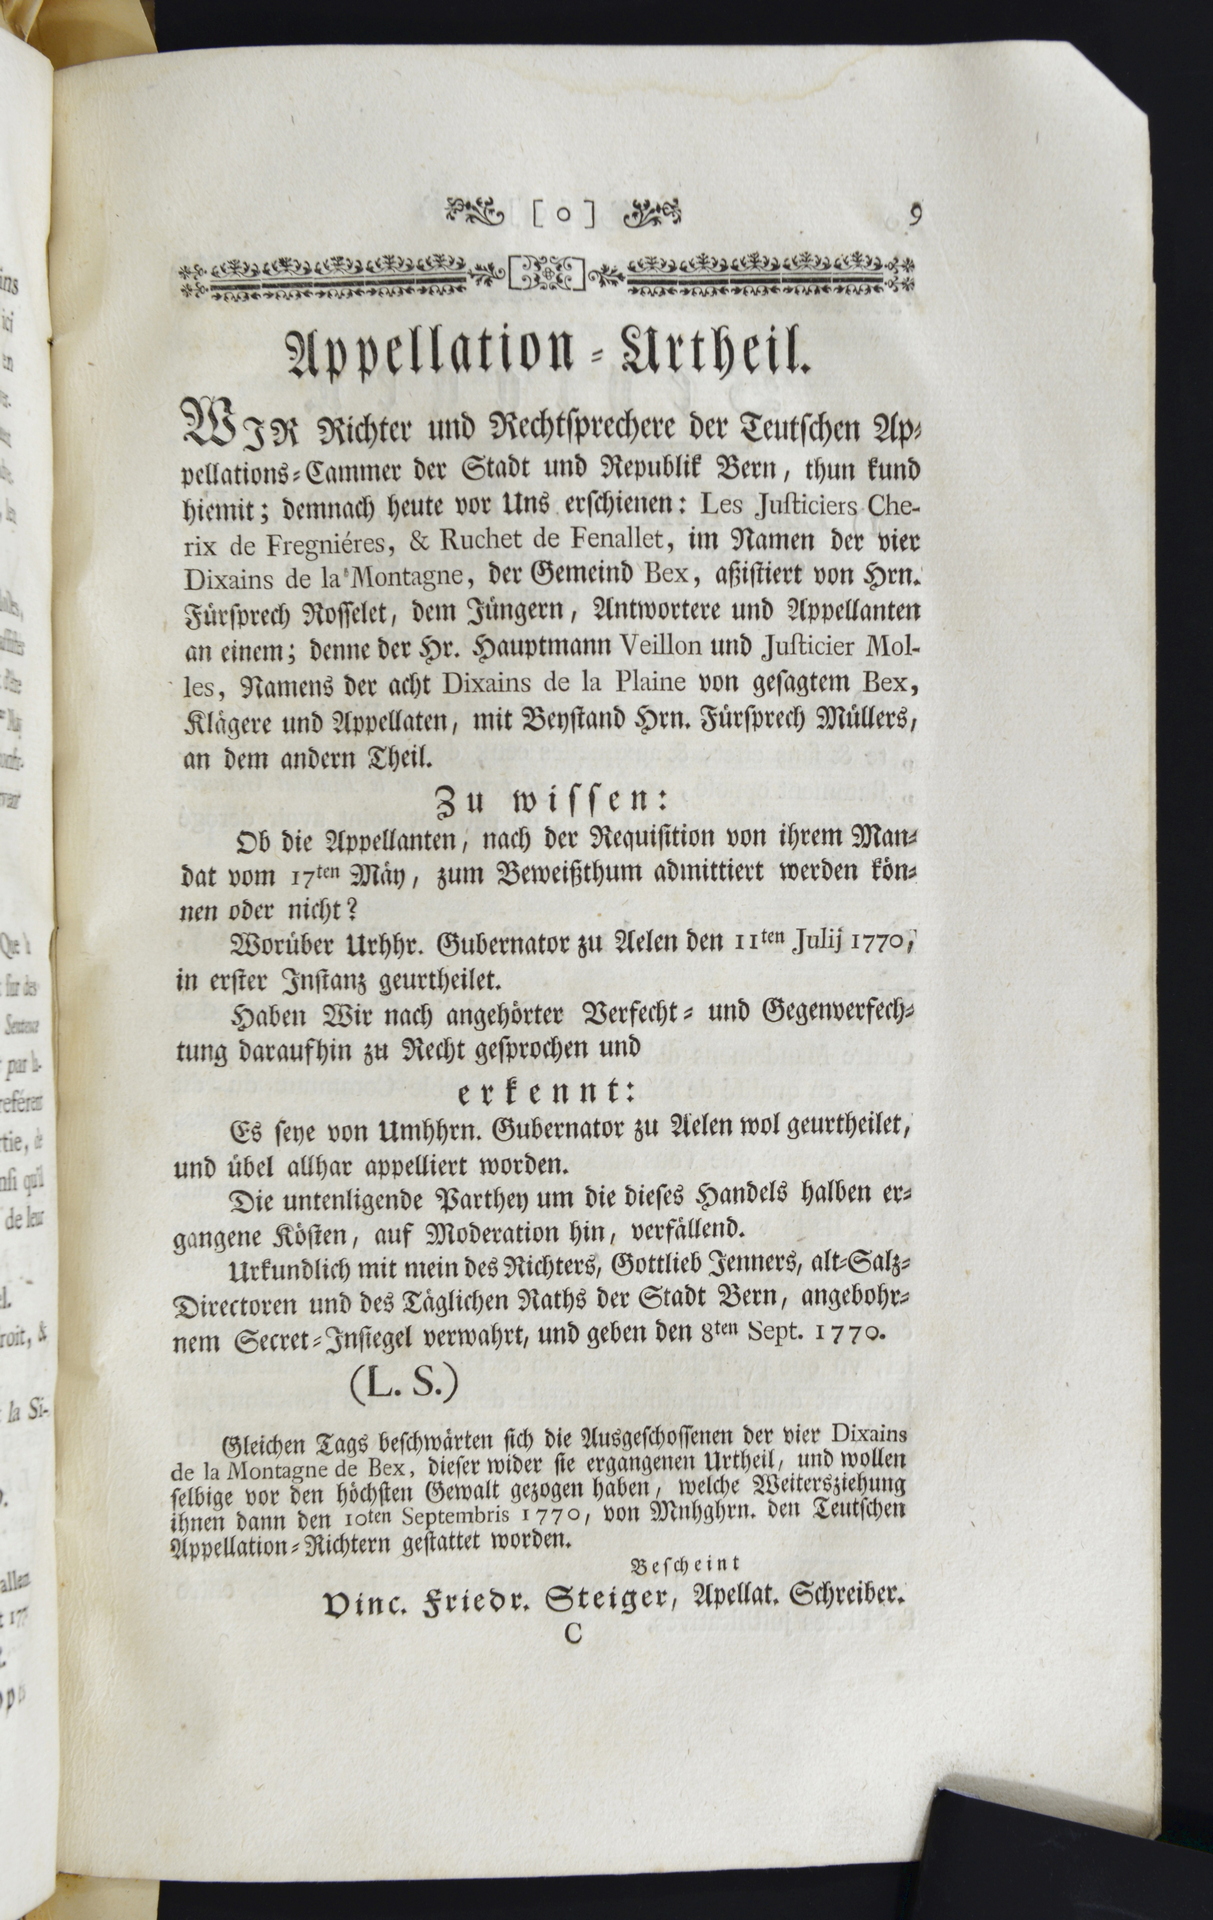 [ o ] 9
Appellation-Urtheil.
WIR Richter und Rechtsprechere der Teutschen Ap-
pellations-Cammer der Stadt und Republik Bern, thun kund
hiemit; demnach heute vor Uns erschienen: Les Justiciers Che-
rix de Fregniéres, & Ruchet de Fenallet, im Namen der vier
Dixains de la Montagne, der Gemeind Bex, aßistiert von Hrn.
Fürsprech Rosselet, dem Jüngern, Antwortere und Appellanten
an einem; denne der Hr. Hauptmann Veillon und Justicier Mol-
les, Namens der acht Dixains de la Plaine von gesagtem Bex,
Klägere und Appellaten, mit Beystand Hrn. Fürsprech Müllers,
an dem andern Theil.
Zu wissen:
Ob die Appellanten, nach der Requisition von ihrem Man-
dat vom 17ten Mäy, zum Beweißthum admittiert werden kön-
nen oder nicht?
Worüber Urhhr. Gubernator zu Aelen den 11ten Julij 1770,
in erster Instanz geurtheilet.
Haben Wir nach angehörter Verfecht- und Gegenverfech-
tung daraufhin zu Recht gesprochen und
erkennt:
Es seye von Umhhrn. Gubernator zu Aelen wol geurtheilet,
und übel allhar appelliert worden.
Die untenligende Parthey um die dieses Handels halben er-
gangene Kösten, auf Moderation hin, verfällend.
Urkundlich mit mein des Richters, Gottlieb Jenners, alt-Salz-
Directoren und des Täglichen Raths der Stadt Bern, angebohr-
nem Secret-Insiegel verwahrt, und geben den 8ten Sept. 1770.
(L. S.)
Gleichen Tags beschwärten sich die Ausgeschossenen der vier Dixains
de la Montagne de Bex, dieser wider sie ergangenen Urtheil, und wollen
selbige vor den höchsten Gewalt gezogen haben, welche Weitersziehung
ihnen dann den 10ten Septembris 1770, von Mnhghrn. den Teutschen
Appellation-Richtern gestattet worden.
Bescheint
Vinc. Friedr. Steiger, Apellat. Schreiber.
C